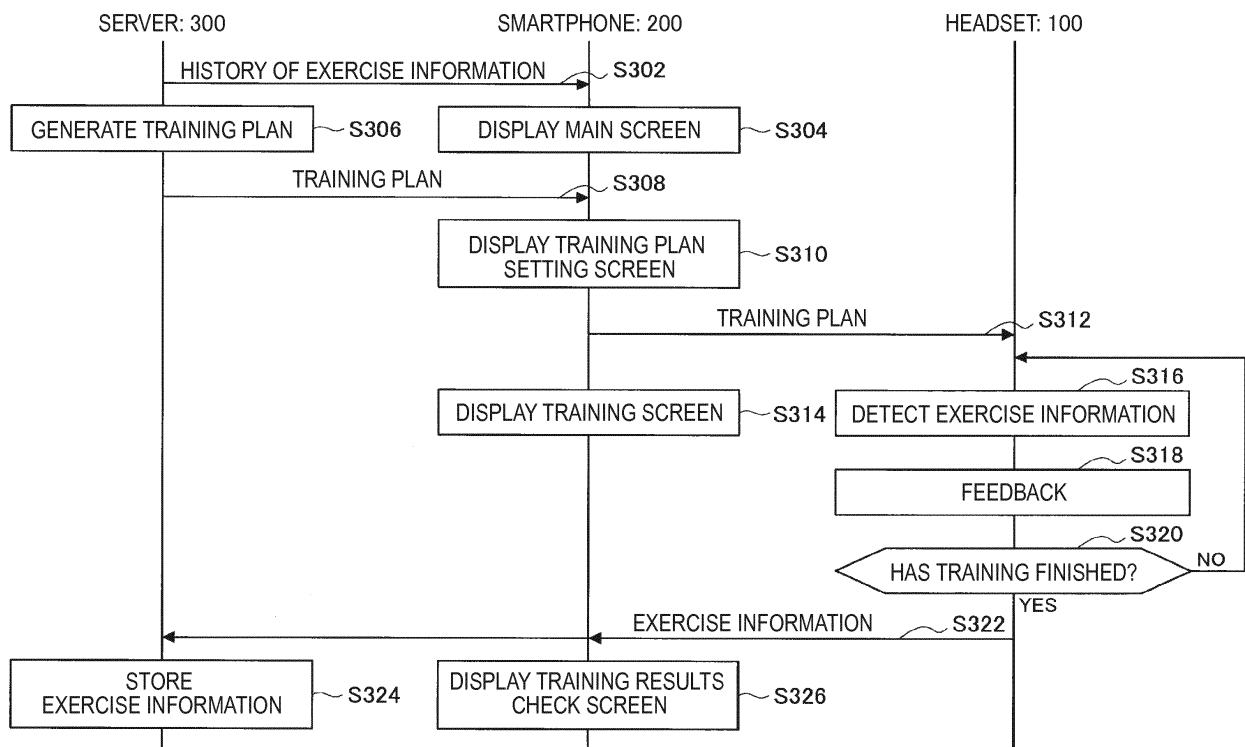 SERVER: 300
SMARTPHONE: 200
HEADSET: 100
HISTORY OF EXERCISE INFORMATION
S302
GENERATE TRAINING PLAN
S306
DISPLAY MAIN SCREEN
S304
TRAINING PLAN
S308
DISPLAY TRAINING PLAN
SETTING SCREEN
S310
TRAINING PLAN
S312
DISPLAY TRAINING SCREEN
S314
S316
DETECT EXERCISE INFORMATION
S318
FEEDBACK
S320
HAS TRAINING FINISHED?
NO
YES
EXERCISE INFORMATION
S322
STORE
EXERCISE INFORMATION
S324
DISPLAY TRAINING RESULTS
CHECK SCREEN
S326